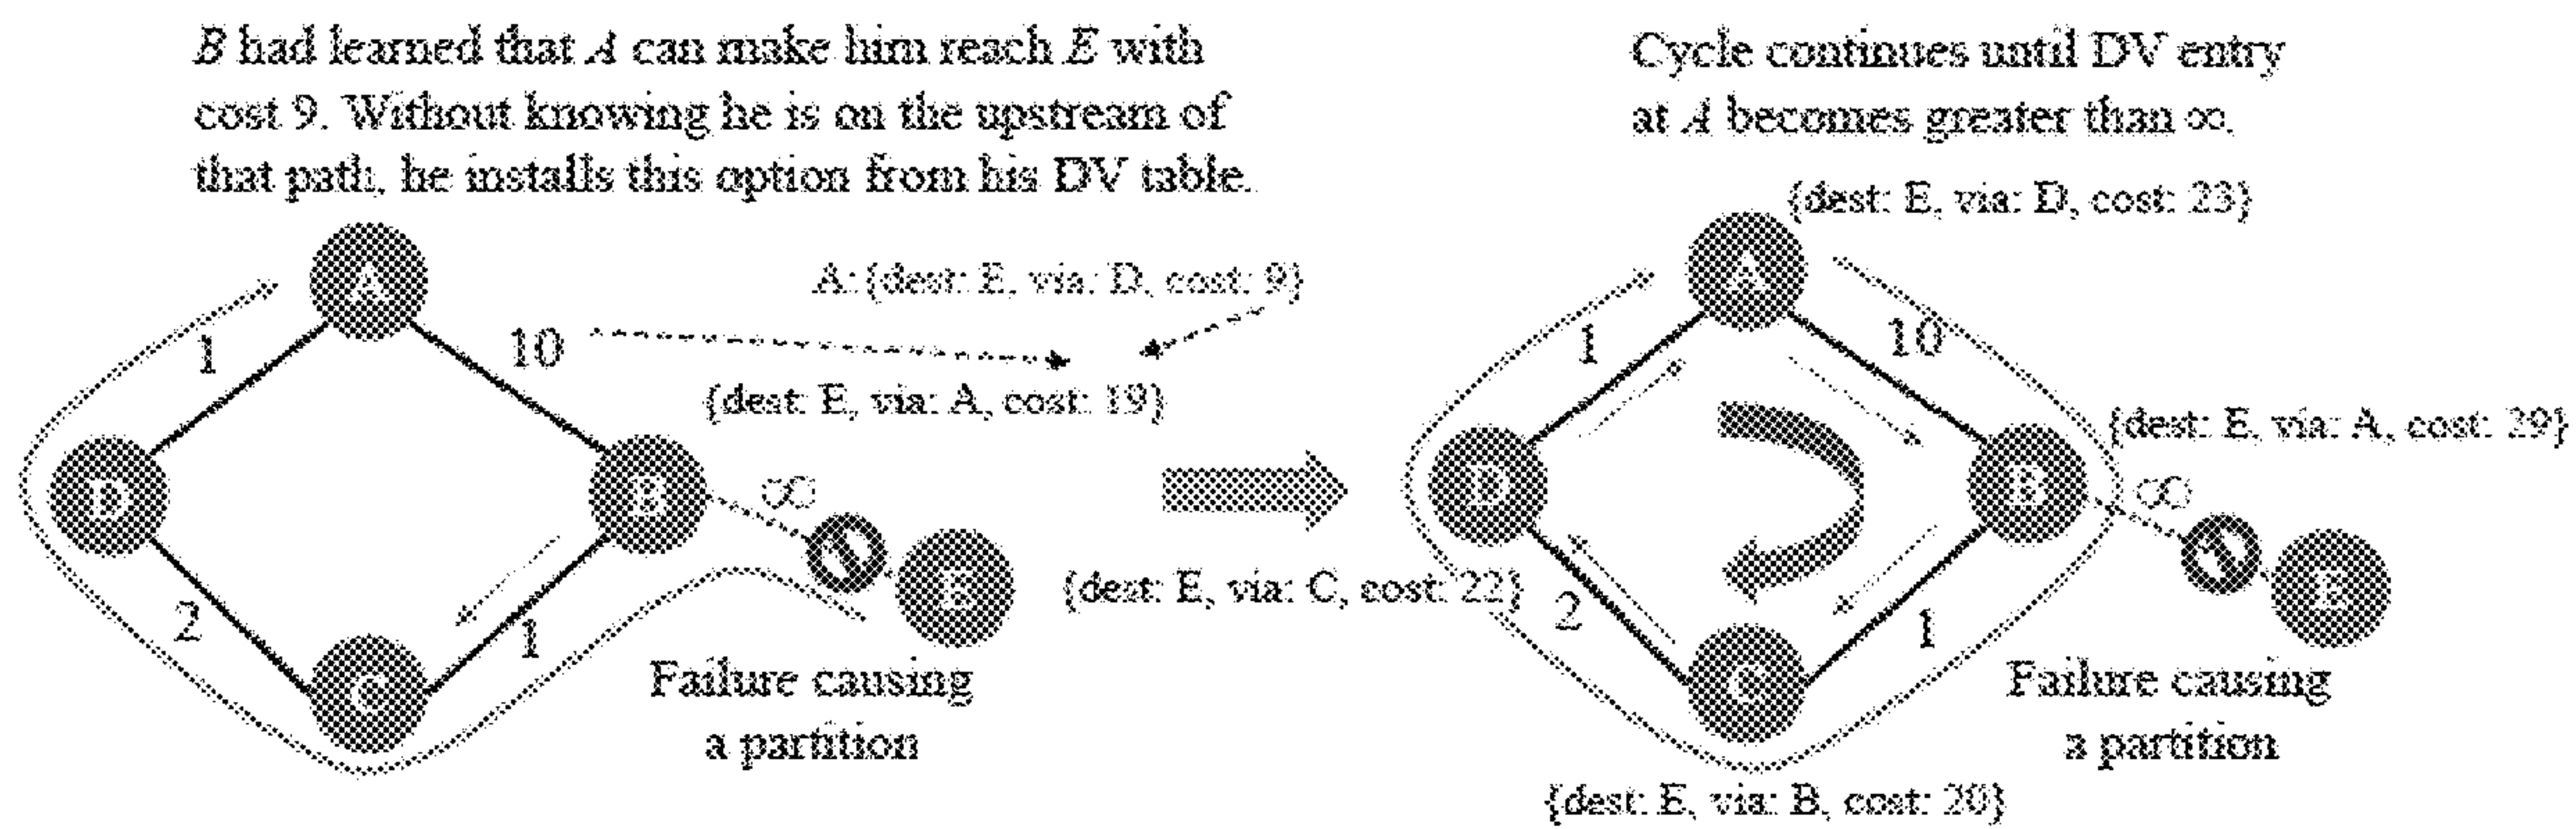 B had learned that A can make him reach E with
cost 9. Without knowing he is on the upstream of
that path, he installs this option from his DV table.
Cycle continues until DV entry
at A becomes greater than ∞.
{dest: E, via: D, cost: 23}
A
A: {dest: E, via: D, cost: 9}
1
10
{dest: E, via: A, cost: 19}
D
B
∞
E
2
1
C
Failure causing
a partition
A
1
10
{dest: E, via: A, cost: 29}
D
B
∞
E
{dest: E, via: C, cost: 22}
2
1
C
Failure causing
a partition
{dest: E, via: B, cost: 20}